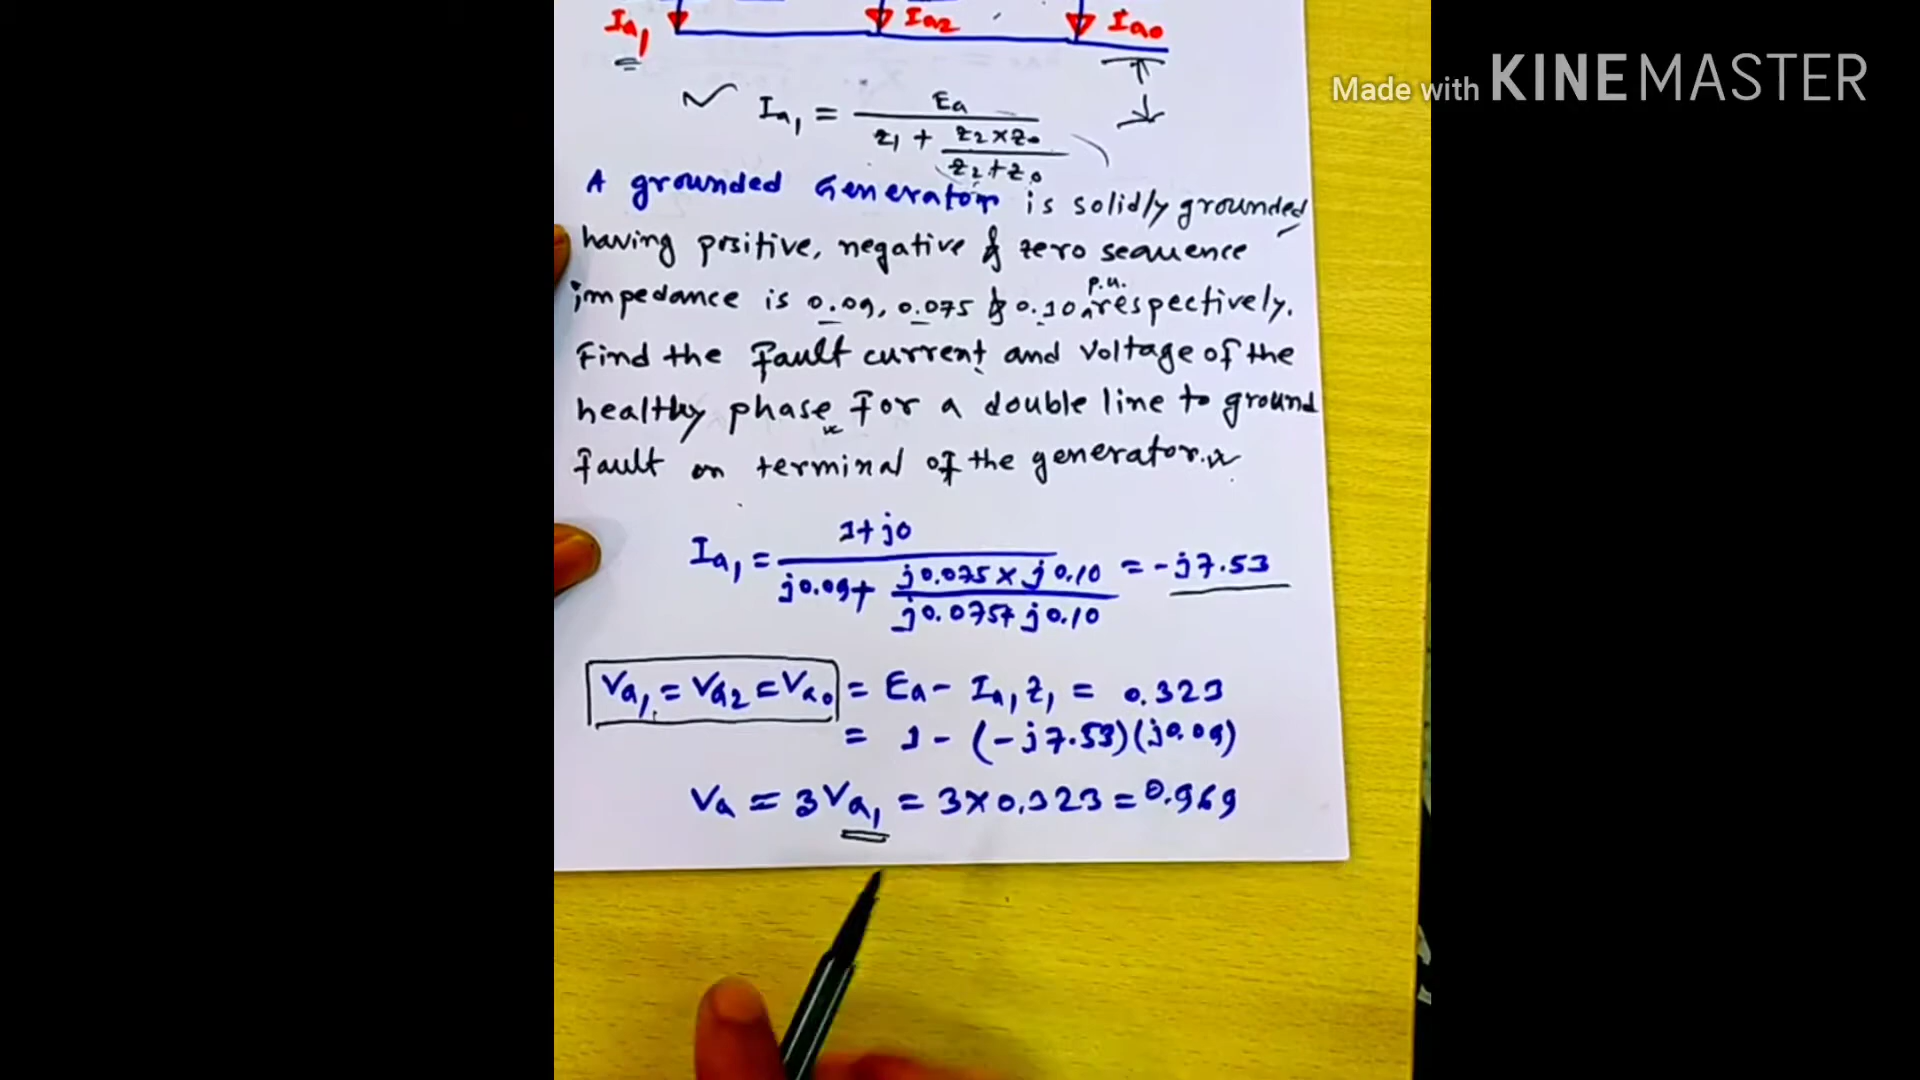 Ia1 Ia2 Ia0
Made with KINEMASTER
Ia1 = Ea / (z1 + (z2 × z0) / (z2 + z0))
A grounded Generator is solidly grounded
having positive, negative & zero sequence
impedance is 0.09, 0.075 & 0.10 p.u. respectively.
Find the fault current and voltage of the
healthy phase for a double line to ground
fault on terminal of the generator.
Ia1 = (1+j0) / (j0.09 + (j0.075 × j0.10) / (j0.075 + j0.10)) = -j7.53
Va1 = Va2 = Va0 = Ea - Ia1 z1 = 0.323
= 1 - (-j7.53)(j0.09)
Va = 3Va1 = 3×0.323 = 0.969